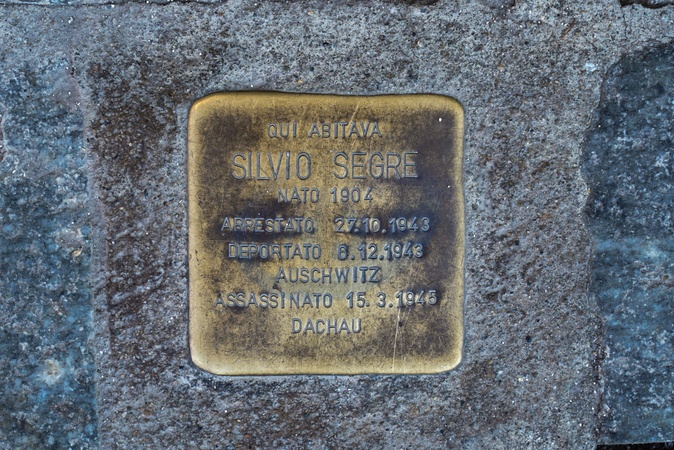 QUI ABITAVA
SILVIO SEGRE
NATO 1904
ARRESTATO 27.10.1943
DEPORTATO 8.12.1943
AUSCHWITZ
ASSASSINATO 15.3.1945
DACHAU